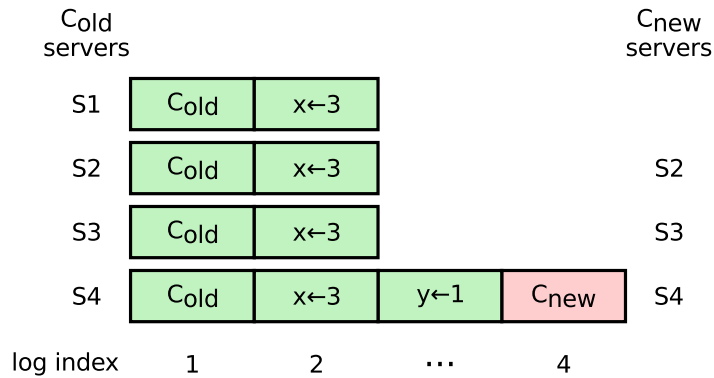 Cold servers
Cnew servers
S1 Cold x←3
S2 Cold x←3 S2
S3 Cold x←3 S3
S4 Cold x←3 y←1 Cnew S4
log index 1 2 ... 4